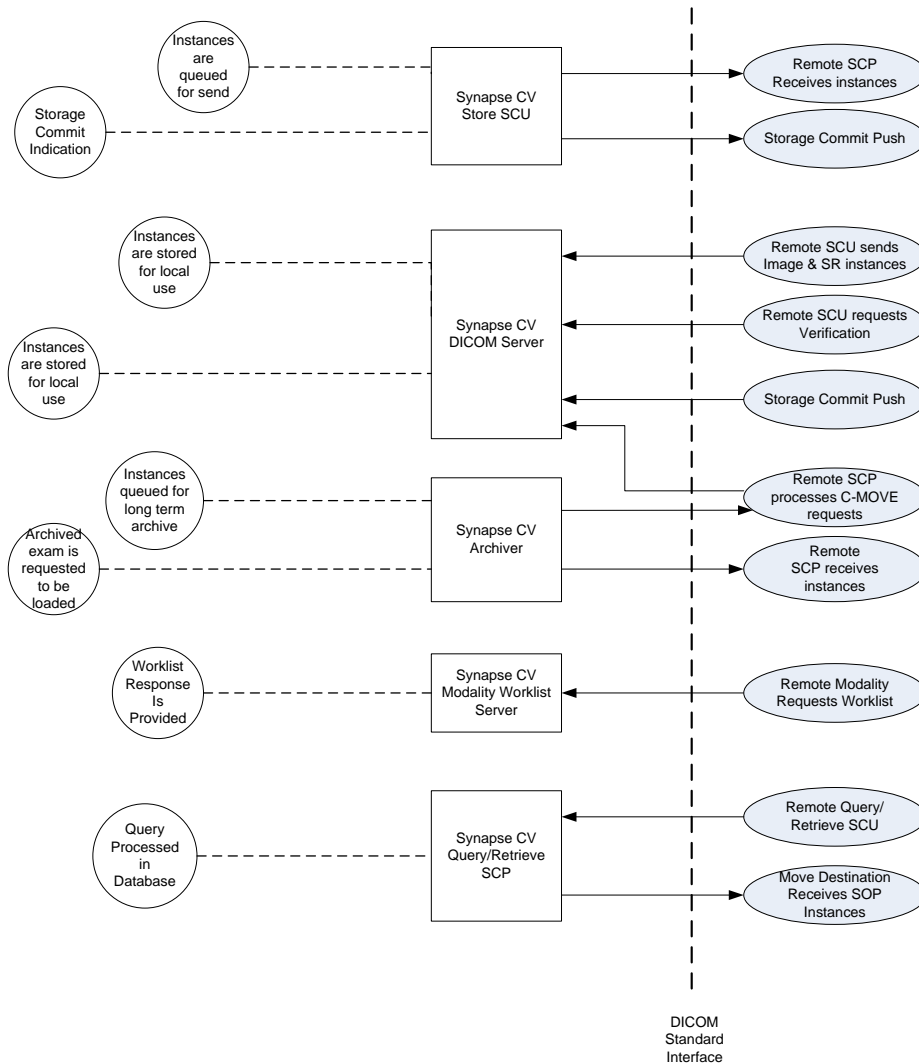 Instances
are
queued
for send
Storage
Commit
Indication
Synapse CV
Store SCU
Remote SCP
Receives instances
Storage Commit Push
Instances
are stored
for local
use
Instances
are stored
for local
use
Synapse CV
DICOM Server
Remote SCU sends
Image & SR instances
Remote SCU requests
Verification
Storage Commit Push
Instances
queued for
long term
archive
Archived
exam is
requested
to be
loaded
Synapse CV
Archiver
Remote SCP
processes C-MOVE
requests
Remote
SCP receives
instances
Worklist
Response
Is
Provided
Synapse CV
Modality Worklist
Server
Remote Modality
Requests Worklist
Query
Processed
in
Database
Synapse CV
Query/Retrieve
SCP
Remote Query/
Retrieve SCU
Move Destination
Receives SOP
Instances
DICOM
Standard
Interface